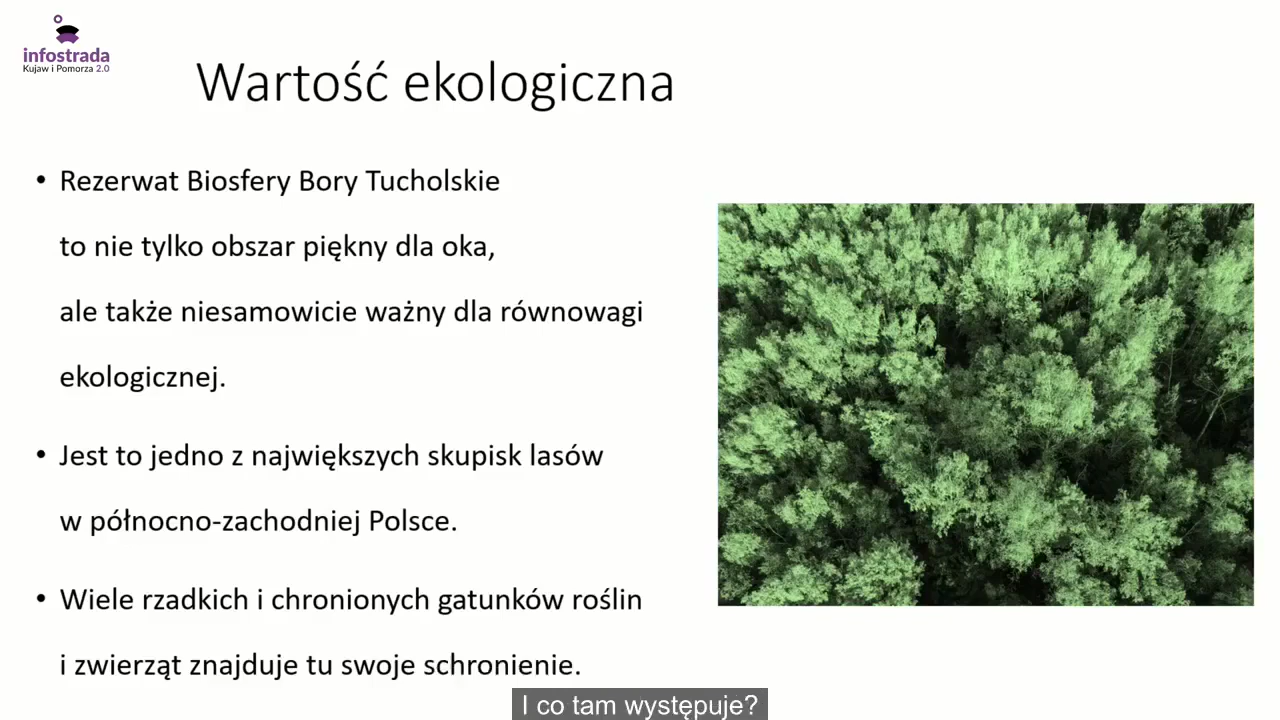 infostrada
Kujaw i Pomorza 2.0
Wartość ekologiczna
• Rezerwat Biosfery Bory Tucholskie
to nie tylko obszar piękny dla oka,
ale także niesamowicie ważny dla równowagi
ekologicznej.
• Jest to jedno z największych skupisk lasów
w północno-zachodniej Polsce.
• Wiele rzadkich i chronionych gatunków roślin
i zwierząt znajduje tu swoje schronienie.
I co tam występuje?